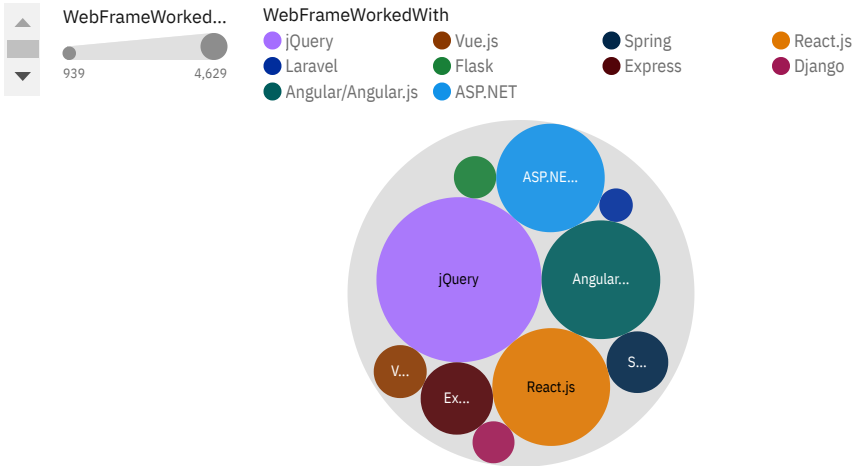 WebFrameWorked...
939
4,629
WebFrameWorkedWith
jQuery Vue.js Spring React.js
Laravel Flask Express Django
Angular/Angular.js ASP.NET
ASP.NE...
jQuery
Angular...
V...
Ex...
React.js
S...